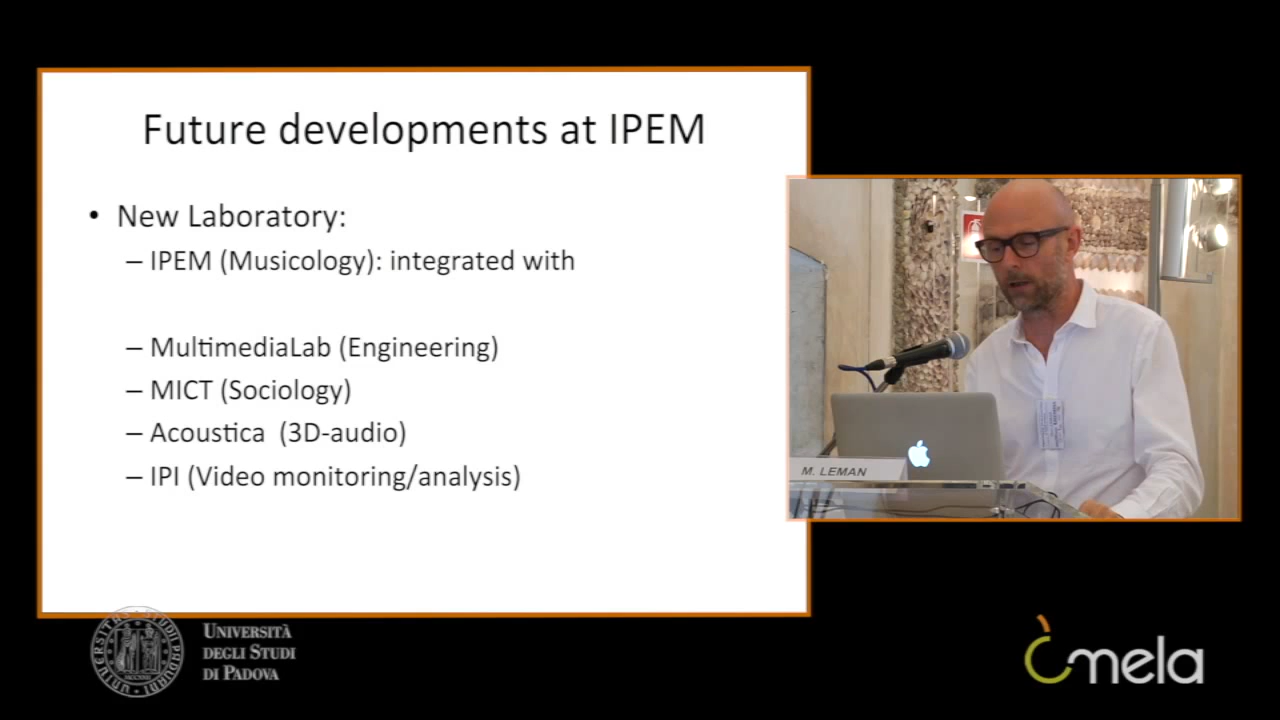 Future developments at IPEM
• New Laboratory:
– IPEM (Musicology): integrated with
– MultimediaLab (Engineering)
– MICT (Sociology)
– Acoustica (3D-audio)
– IPI (Video monitoring/analysis)
M. LEMAN
UNIVERSITÀ
DEGLI STUDI
DI PADOVA
mela